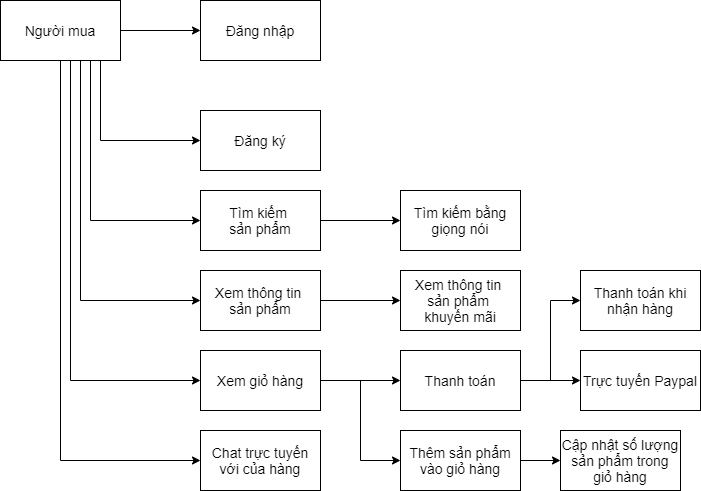 Người mua
Đăng nhập
Đăng ký
Tìm kiếm
sản phẩm
Tìm kiếm bằng
giọng nói
Xem thông tin
sản phẩm
Xem thông tin
sản phẩm
khuyến mãi
Thanh toán khi
nhận hàng
Xem giỏ hàng
Thanh toán
Trực tuyến Paypal
Chat trực tuyến
với của hàng
Thêm sản phẩm
vào giỏ hàng
Cập nhật số lượng
sản phẩm trong
giỏ hàng